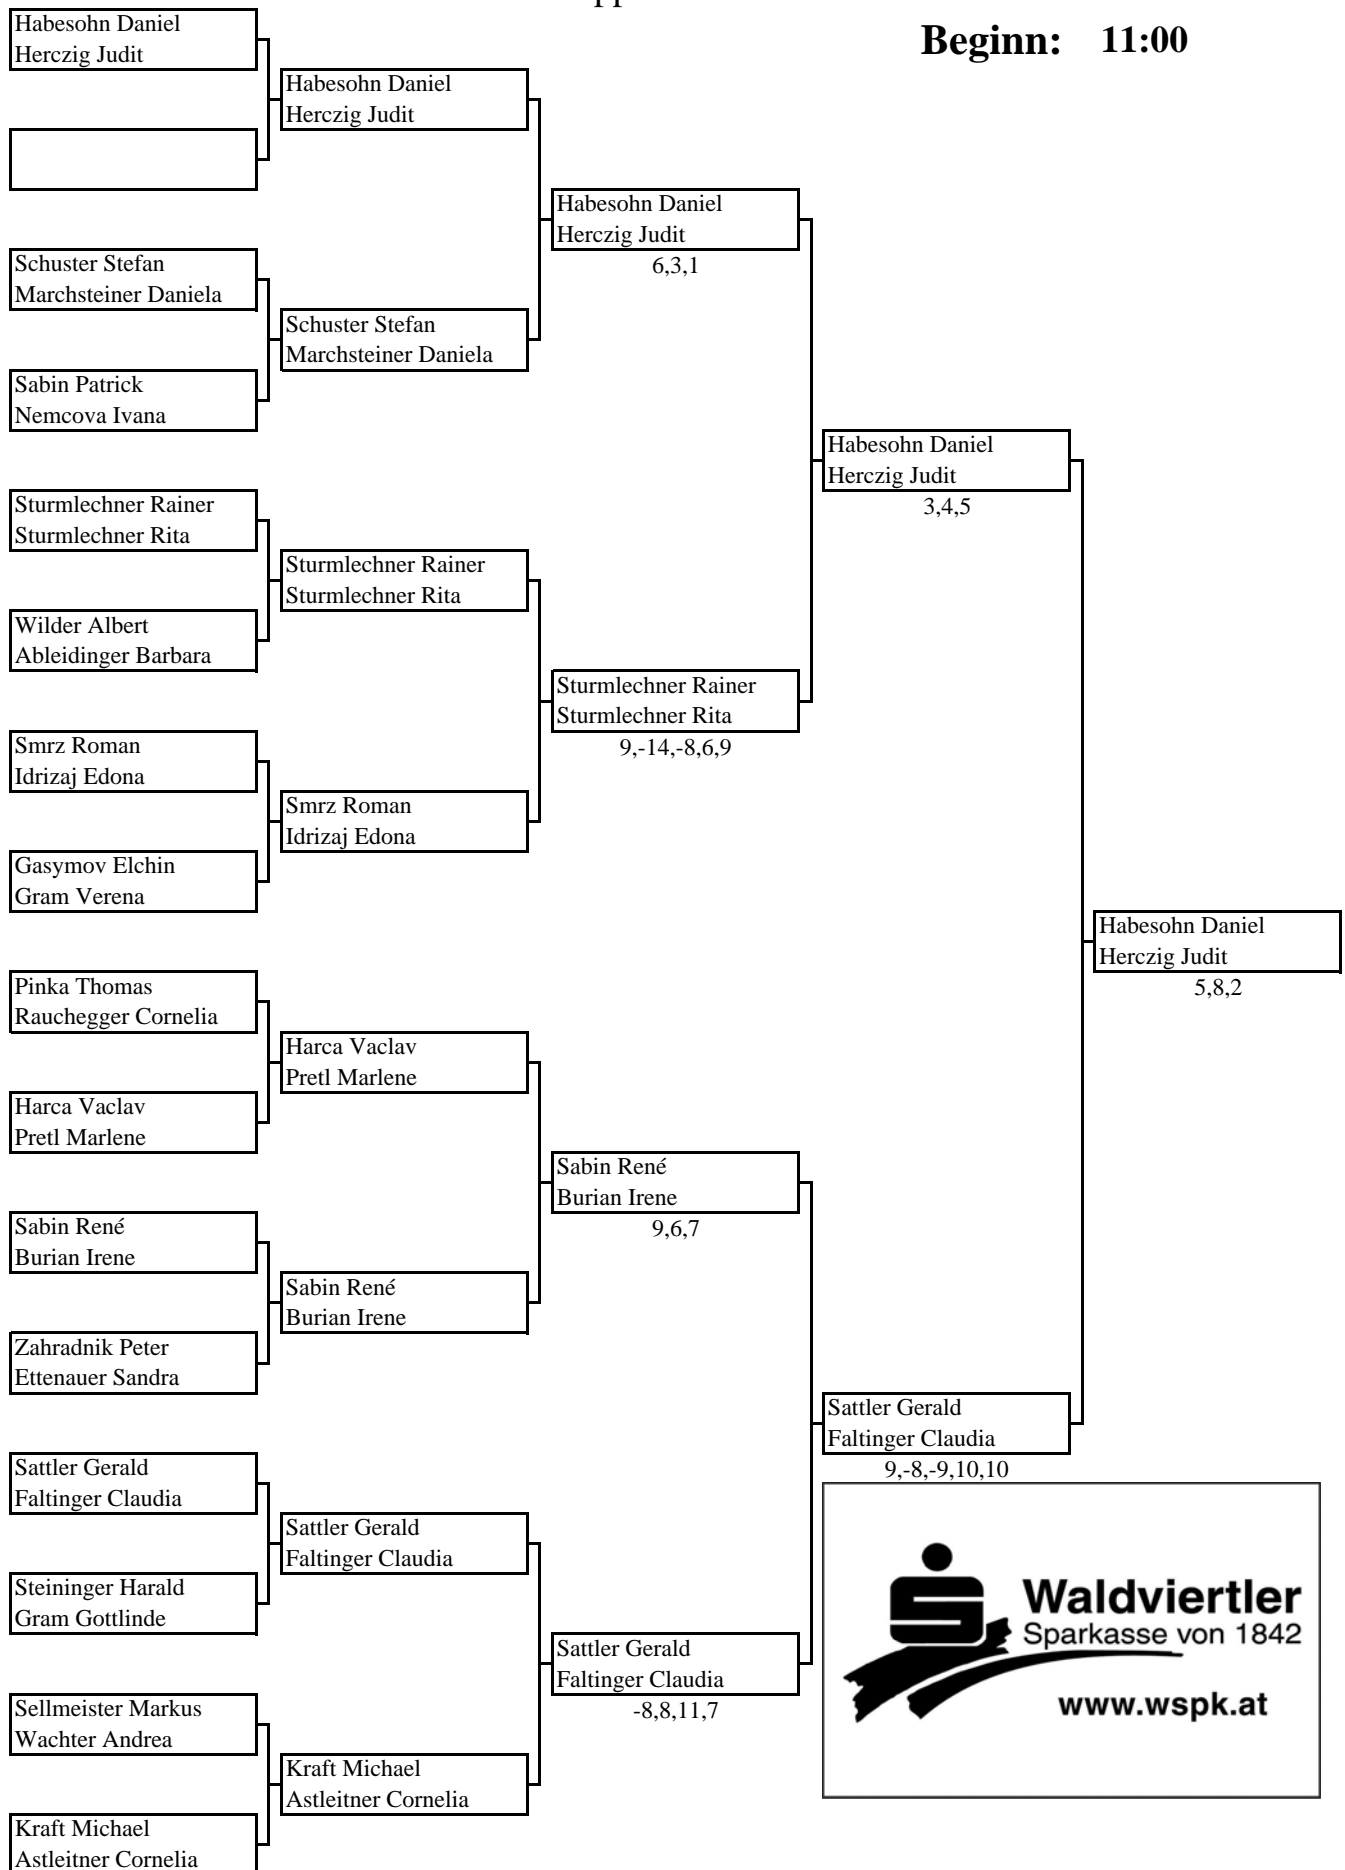 Beginn: 11:00
Habesohn Daniel
Herczig Judit
Schuster Stefan
Marchsteiner Daniela
Sabin Patrick
Nemcova Ivana
Sturmlechner Rainer
Sturmlechner Rita
Wilder Albert
Ableidinger Barbara
Smrz Roman
Idrizaj Edona
Gasymov Elchin
Gram Verena
Pinka Thomas
Rauchegger Cornelia
Harca Vaclav
Pretl Marlene
Sabin René
Burian Irene
Zahradnik Peter
Ettenauer Sandra
Sattler Gerald
Faltinger Claudia
Steininger Harald
Gram Gottlinde
Sellmeister Markus
Wachter Andrea
Kraft Michael
Astleitner Cornelia
Habesohn Daniel
Herczig Judit
Schuster Stefan
Marchsteiner Daniela
Sturmlechner Rainer
Sturmlechner Rita
Smrz Roman
Idrizaj Edona
Harca Vaclav
Pretl Marlene
Sabin René
Burian Irene
Sattler Gerald
Faltinger Claudia
Kraft Michael
Astleitner Cornelia
Habesohn Daniel
Herczig Judit
6,3,1
Sturmlechner Rainer
Sturmlechner Rita
9,-14,-8,6,9
Sabin René
Burian Irene
9,6,7
Sattler Gerald
Faltinger Claudia
-8,8,11,7
Habesohn Daniel
Herczig Judit
3,4,5
Sattler Gerald
Faltinger Claudia
9,-8,-9,10,10
Habesohn Daniel
Herczig Judit
5,8,2
Waldviertler
Sparkasse von 1842
www.wspk.at